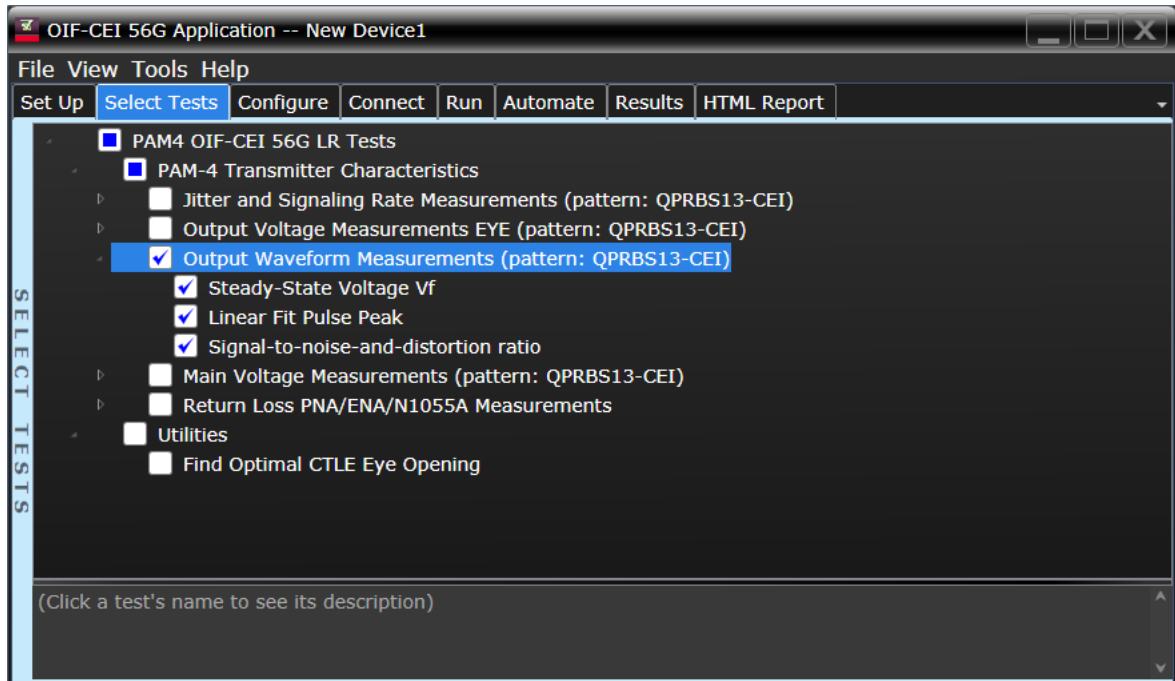 OIF-CEI 56G Application -- New Device1
File View Tools Help
Set Up Select Tests Configure Connect Run Automate Results HTML Report
SELECT TESTS
PAM4 OIF-CEI 56G LR Tests
PAM-4 Transmitter Characteristics
Jitter and Signaling Rate Measurements (pattern: QPRBS13-CEI)
Output Voltage Measurements EYE (pattern: QPRBS13-CEI)
Output Waveform Measurements (pattern: QPRBS13-CEI)
Steady-State Voltage Vf
Linear Fit Pulse Peak
Signal-to-noise-and-distortion ratio
Main Voltage Measurements (pattern: QPRBS13-CEI)
Return Loss PNA/ENA/N1055A Measurements
Utilities
Find Optimal CTLE Eye Opening
(Click a test's name to see its description)